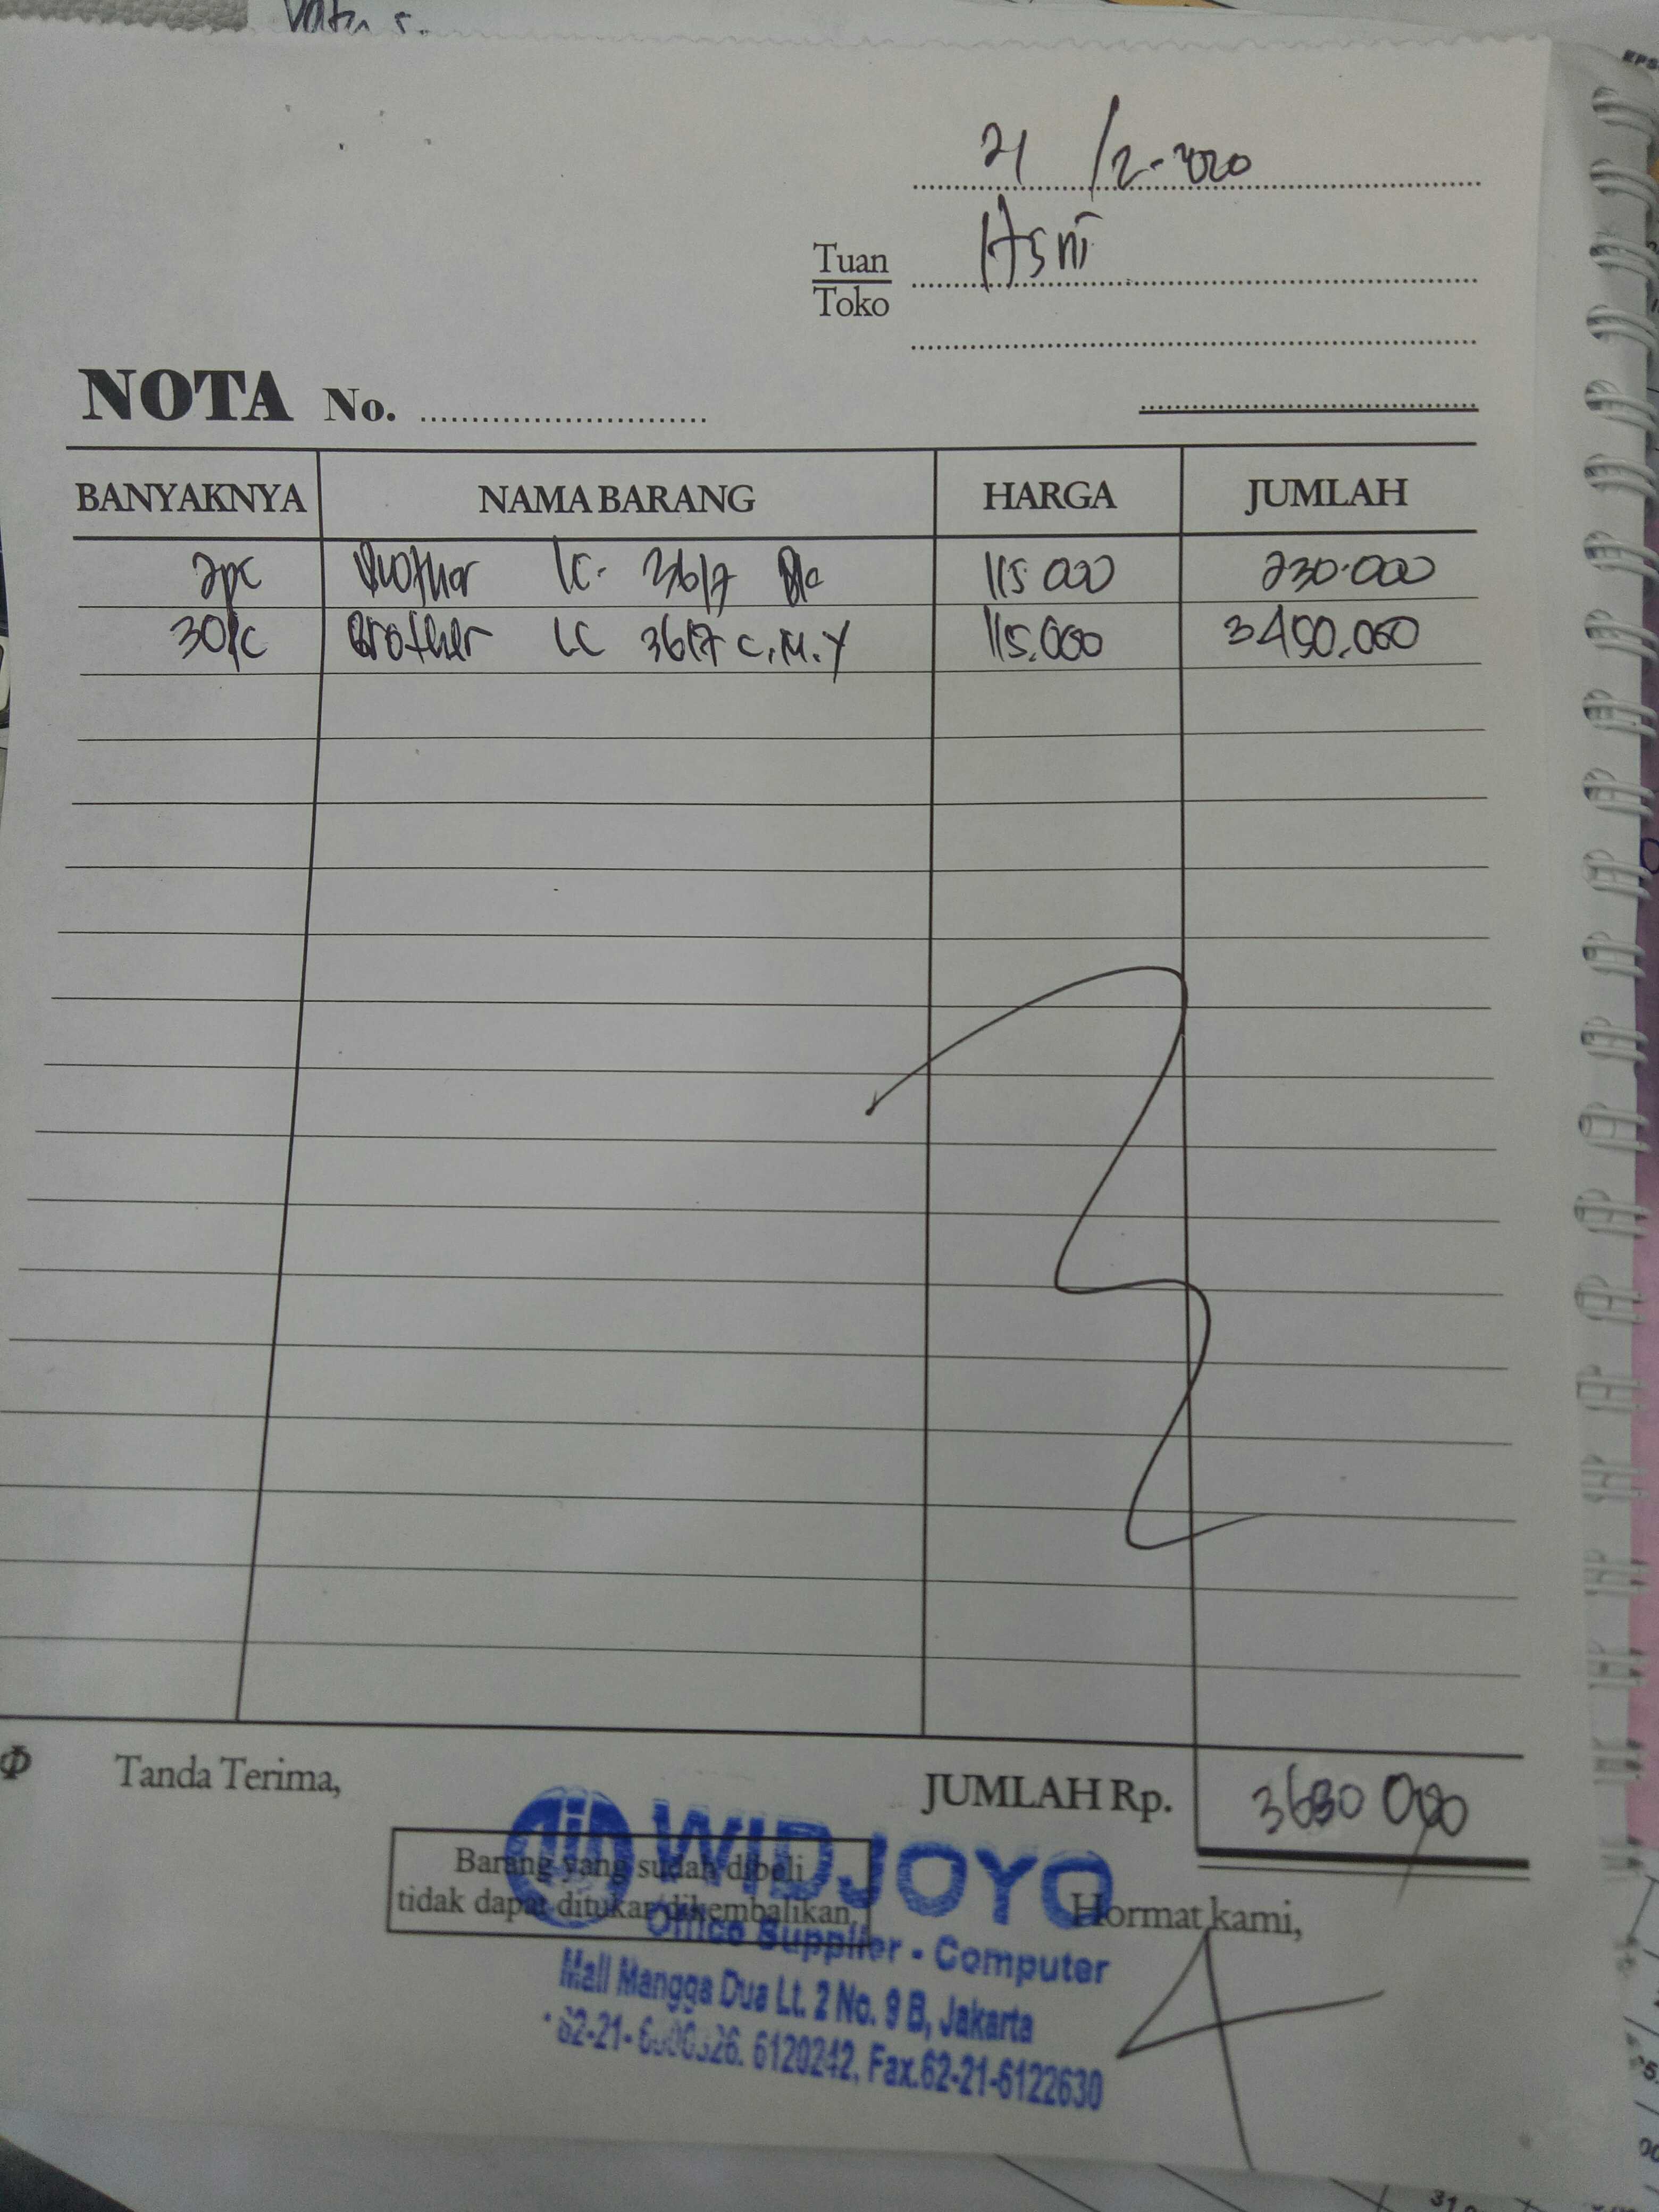 21 /2-2020
Tuan
Toko
Asni
NOTA No.
BANYAKNYA NAMA BARANG HARGA JUMLAH
2pc Brother LC- 3617 Blc 115 000 230.000
30pc Brother LC 3617 C.M.Y 115.000 3450.000
Tanda Terima, JUMLAH Rp. 3680 000
Barang yang sudah dibeli
tidak dapat ditukar/dikembalikan
WIDJOYO
Hormat kami,
Office Supplier - Computer
Mall Mangga Dua Lt. 2 No. 9 B, Jakarta
6120242, Fax.62-21-6122630